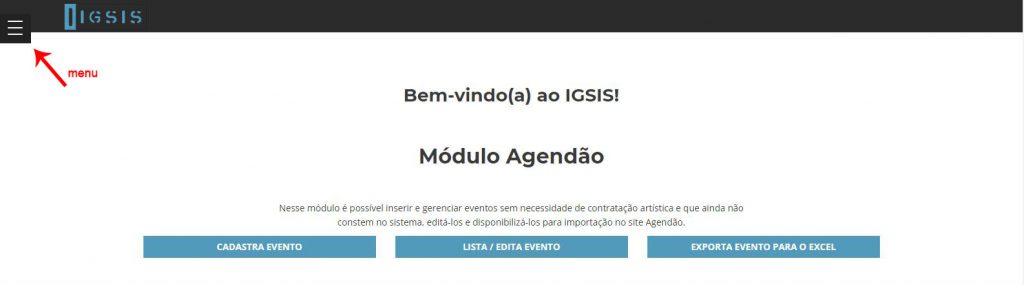 IGSIS
menu
Bem-vindo(a) ao IGSIS!
Módulo Agendão
Nesse módulo é possível inserir e gerenciar eventos sem necessidade de contratação artística e que ainda não
constem no sistema, editá-los e disponibilizá-los para importação no site Agendão.
CADASTRA EVENTO
LISTA / EDITA EVENTO
EXPORTA EVENTO PARA O EXCEL